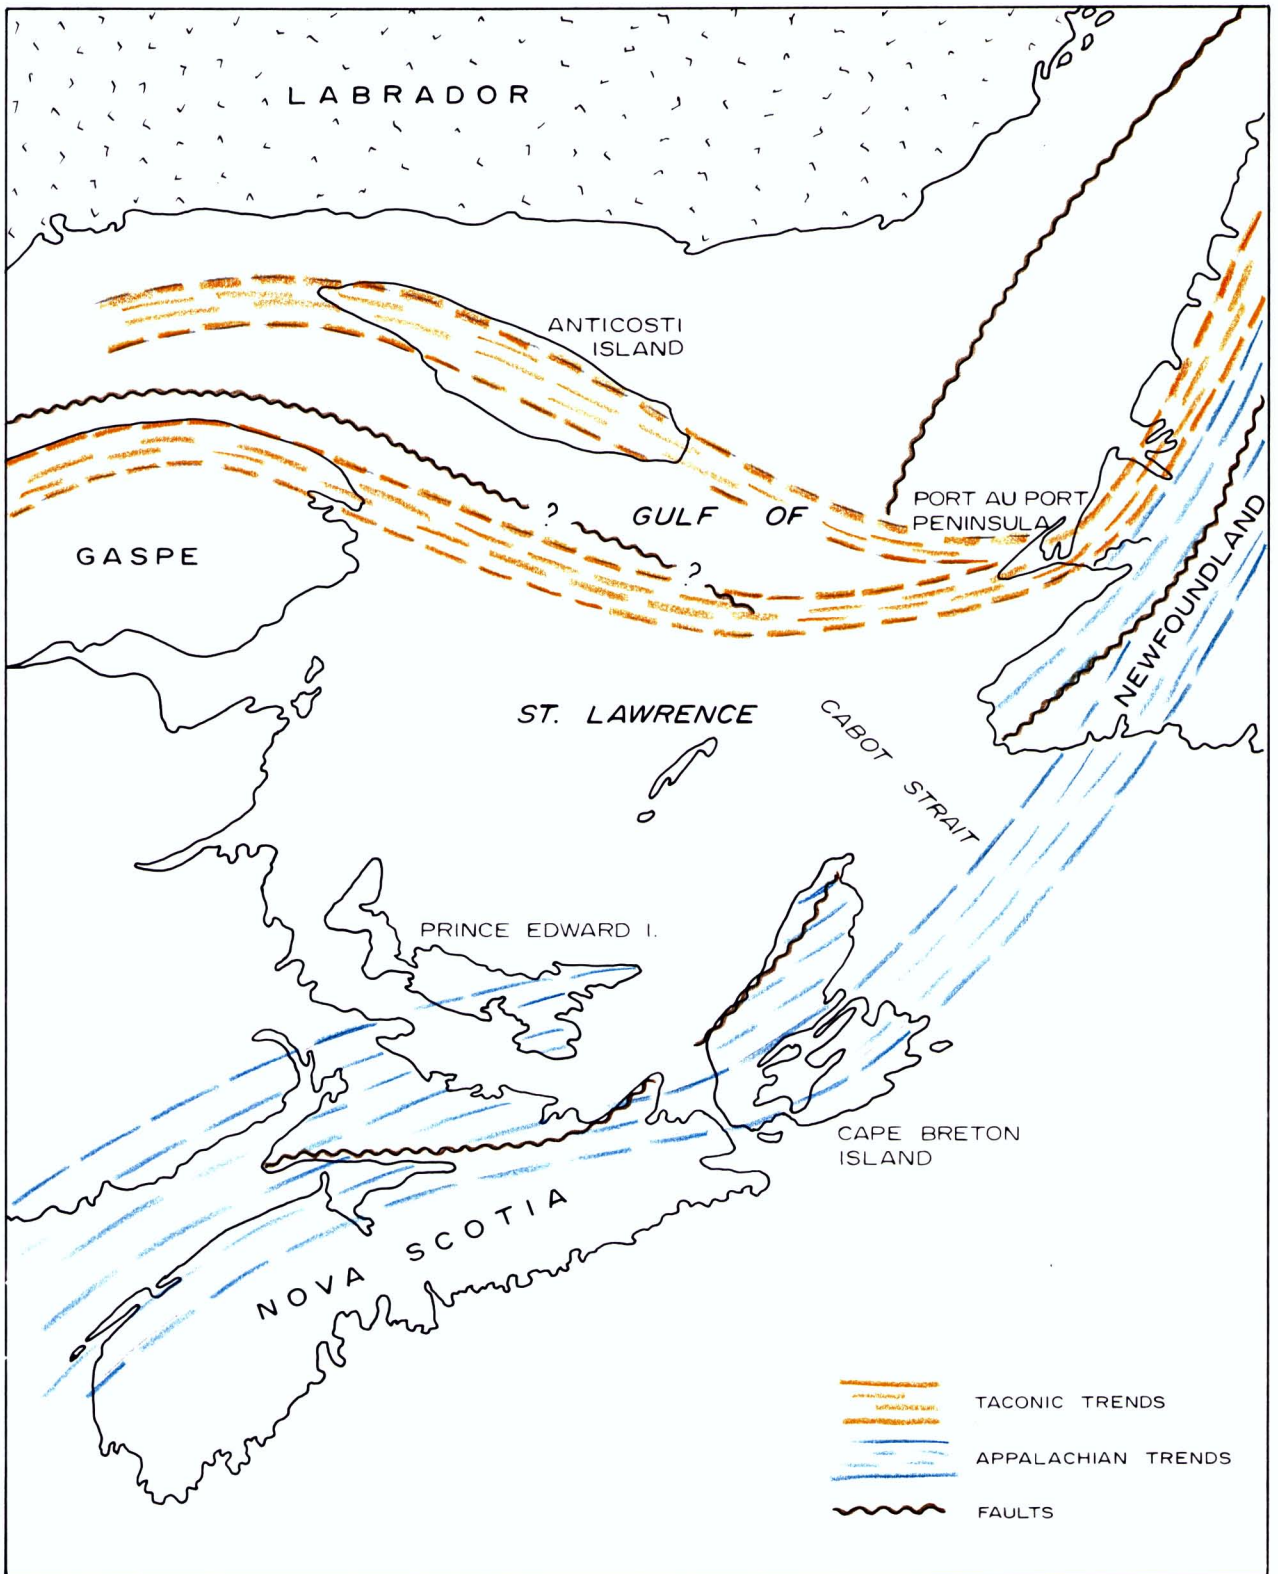 LABRADOR
ANTICOSTI
ISLAND
PORT AU PORT
PENINSULA
?
GULF OF
?
GASPE
NEWFOUNDLAND
ST. LAWRENCE
CABOT STRAIT
PRINCE EDWARD I.
CAPE BRETON
ISLAND
NOVA SCOTIA
TACONIC TRENDS
APPALACHIAN TRENDS
FAULTS